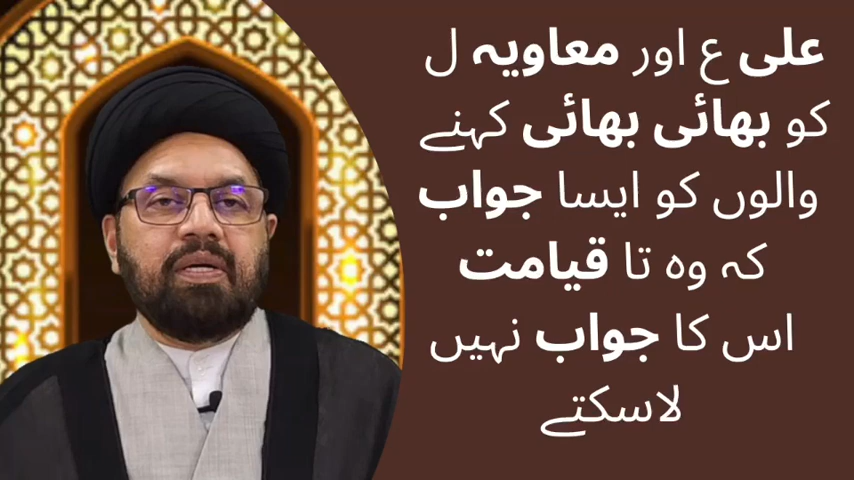 علی ع اور معاویہ ل
کو بھائی بھائی کہنے
والوں کو ایسا جواب
کہ وہ تا قیامت
اس کا جواب نہیں
لاسکتے